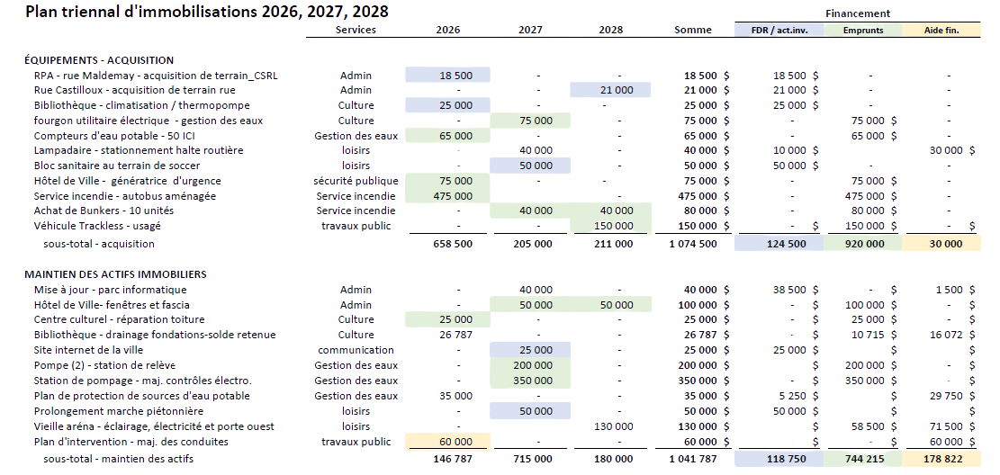 Plan triennal d'immobilisations 2026, 2027, 2028
Financement
Services 2026 2027 2028 Somme FDR / act.inv. Emprunts Aide fin.
ÉQUIPEMENTS - ACQUISITION
RPA - rue Maldemay - acquisition de terrain_CSRL Admin 18 500 - - 18 500 $ 18 500 $ - -
Rue Castilloux - acquisition de terrain rue Admin - - 21 000 21 000 $ 21 000 $ - -
Bibliothèque - climatisation / thermopompe Culture 25 000 - - 25 000 $ 25 000 $ - -
fourgon utilitaire électrique - gestion des eaux Culture - 75 000 - 75 000 $ - 75 000 $ -
Compteurs d'eau potable - 50 ICI Gestion des eaux 65 000 - - 65 000 $ - 65 000 $ -
Lampadaire - stationnement halte routière loisirs - 40 000 - 40 000 $ 10 000 $ 30 000 $
Bloc sanitaire au terrain de soccer loisirs - 50 000 - 50 000 $ 50 000 $ - -
Hôtel de Ville - génératrice d'urgence sécurité publique 75 000 - - 75 000 $ - 75 000 $ -
Service incendie - autobus aménagée Service incendie 475 000 - - 475 000 $ - 475 000 $ -
Achat de Bunkers - 10 unités Service incendie - 40 000 40 000 80 000 $ - 80 000 $ -
Véhicule Trackless - usagé travaux public - - 150 000 150 000 $ - $ 150 000 $ - $
sous-total - acquisition 658 500 205 000 211 000 1 074 500 124 500 920 000 30 000
MAINTIEN DES ACTIFS IMMOBILIERS
Mise à jour - parc informatique Admin - 40 000 - 40 000 $ 38 500 $ - $ 1 500 $
Hôtel de Ville- fenêtres et fascia Admin - 50 000 50 000 100 000 $ - $ 100 000 $ - $
Centre culturel - réparation toiture Culture 25 000 - - 25 000 $ - $ 25 000 $ - $
Bibliothèque - drainage fondations-solde retenue Culture 26 787 - - 26 787 $ - $ 10 715 $ 16 072 $
Site internet de la ville communication - 25 000 - 25 000 $ 25 000 $ $ $
Pompe (2) - station de relève Gestion des eaux - 200 000 - 200 000 $ $ 200 000 $ - $
Station de pompage - maj. contrôles électro. Gestion des eaux - 350 000 - 350 000 $ - $ 350 000 $ - $
Plan de protection de sources d'eau potable Gestion des eaux 35 000 - - 35 000 $ 5 250 $ $ 29 750 $
Prolongement marche piétonnière loisirs - 50 000 - 50 000 $ 50 000 $ $ $
Vieille aréna - éclairage, électricité et porte ouest loisirs - 130 000 130 000 $ $ 58 500 $ 71 500 $
Plan d'intervention - maj. des conduites travaux public 60 000 - - 60 000 $ $ - $ 60 000 $
sous-total - maintien des actifs 146 787 715 000 180 000 1 041 787 118 750 744 215 178 822